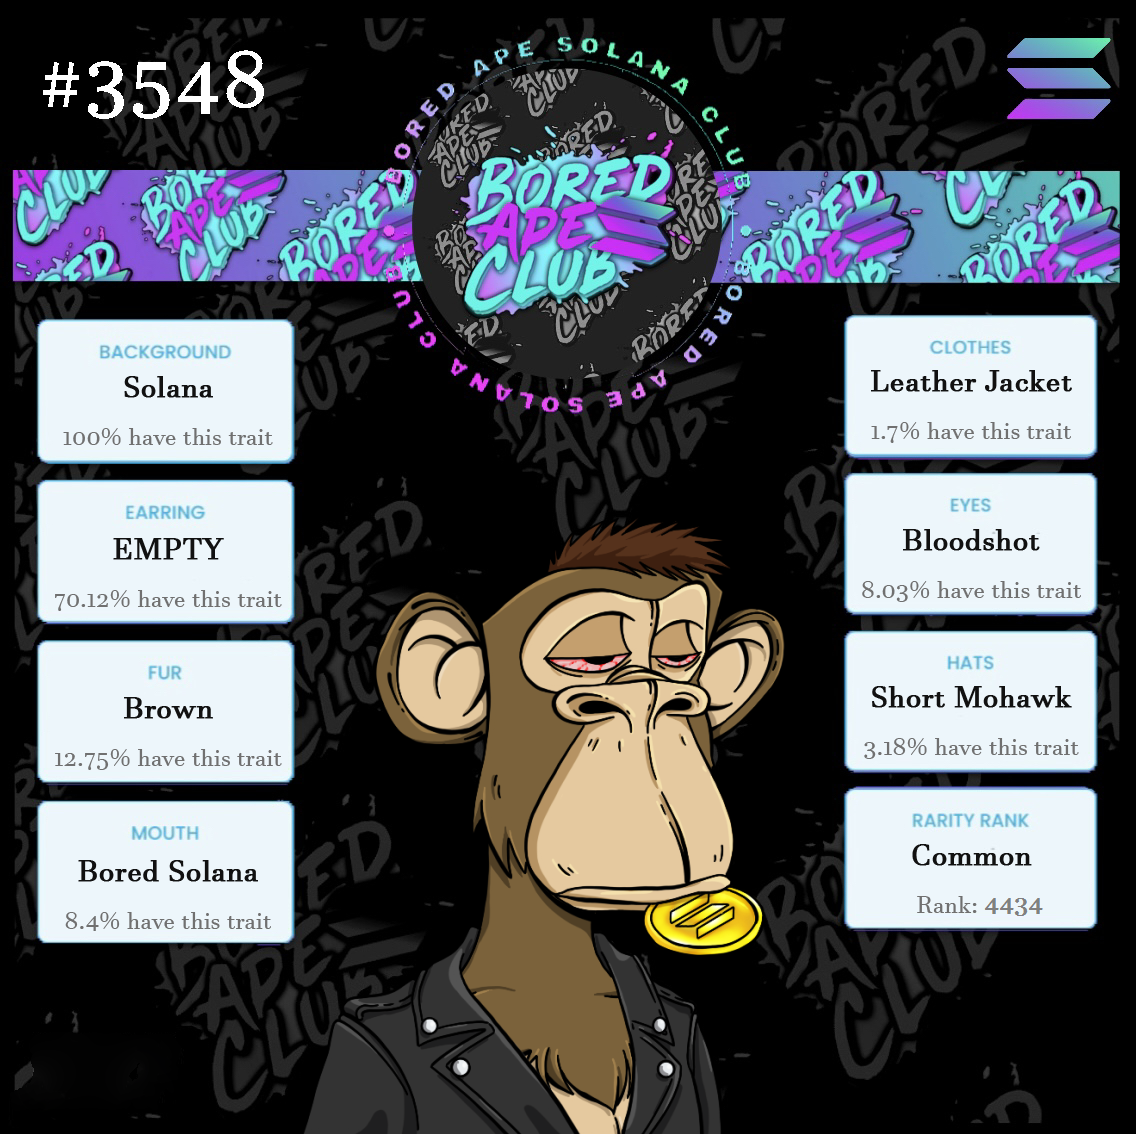 #3548
BORED APE SOLANA CLUB
BORED
APE
CLUB
BORED APE SOLANA CLUB
BACKGROUND
Solana
100% have this trait
EARRING
EMPTY
70.12% have this trait
FUR
Brown
12.75% have this trait
MOUTH
Bored Solana
8.4% have this trait
CLOTHES
Leather Jacket
1.7% have this trait
EYES
Bloodshot
8.03% have this trait
HATS
Short Mohawk
3.18% have this trait
RARITY RANK
Common
Rank: 4434